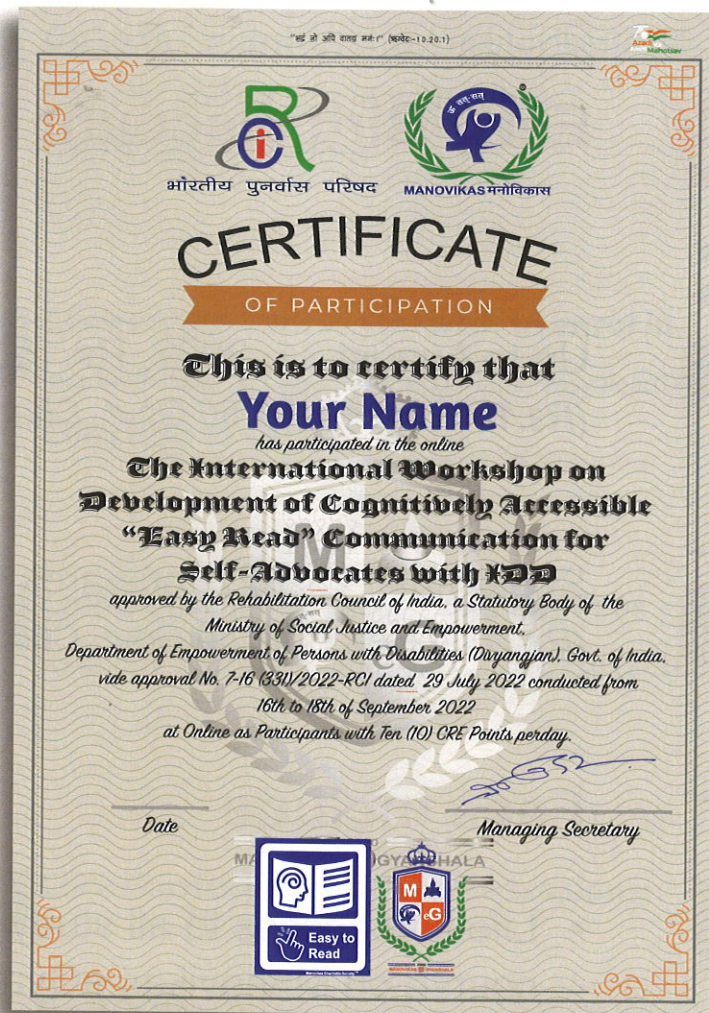 (ऋग्वेद:-10.20.1)
Azadi
Mahotsav
R
C
i
भारतीय पुनर्वास परिषद
ॐ तत्-सत्
MANOVIKAS मनोविकास
CERTIFICATE
OF PARTICIPATION
This is to certify that
Your Name
has participated in the online
The International Workshop on
Development of Cognitively Accessible
“Easy Read” Communication for
Self-Advocates with IDD
approved by the Rehabilitation Council of India, a Statutory Body of the
Ministry of Social Justice and Empowerment,
Department of Empowerment of Persons with Disabilities (Divyangjan), Govt. of India,
vide approval No. 7-16 (331)/2022-RCI dated 29 July 2022 conducted from
16th to 18th of September 2022
at Online as Participants with Ten (10) CRE Points perday.
Date
Managing Secretary
Easy to
Read
M
eG